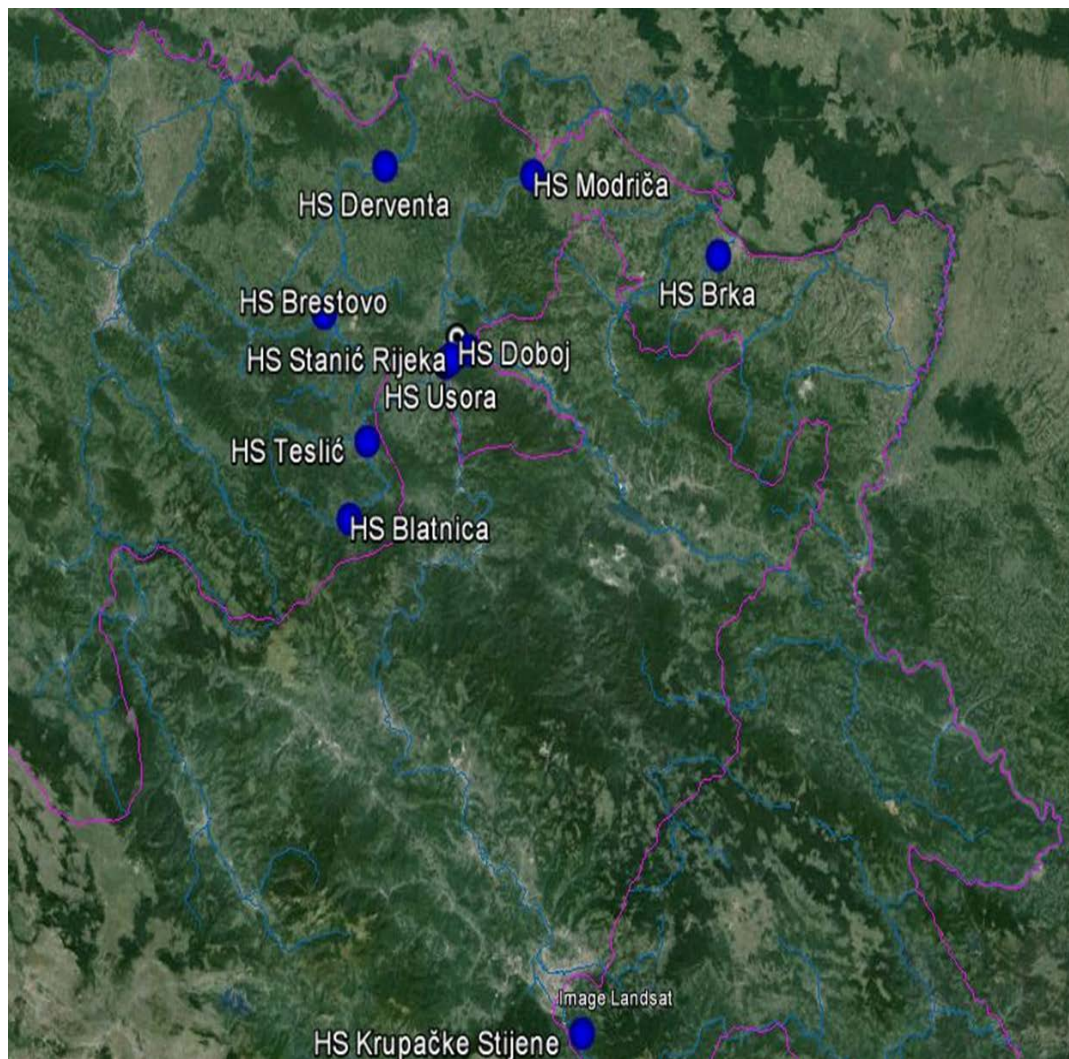 HS Modriča
HS Derventa
HS Brka
HS Brestovo
HS Stanić Rijeka
HS Doboj
HS Usora
HS Teslić
HS Blatnica
Image Landsat
HS Krupačke Stijene